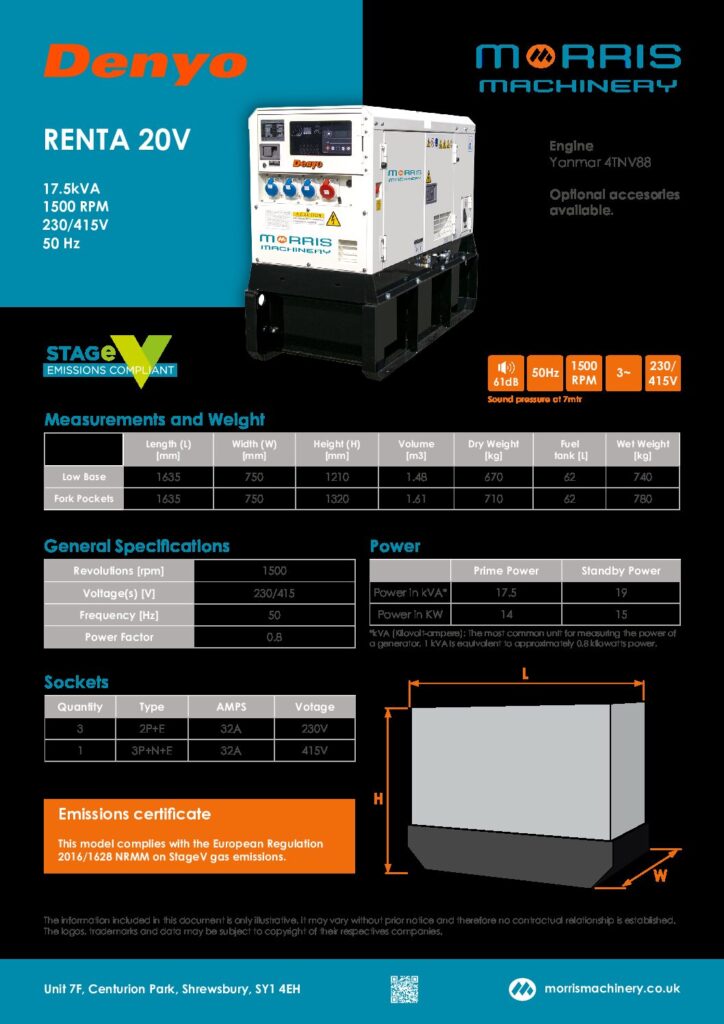 Denyo
MORRIS
MACHINERY
RENTA 20V
17.5kVA
1500 RPM
230/415V
50 Hz
Engine
Yanmar 4TNV88
Optional accesories
available.
Denyo
MORRIS
MACHINERY
MORRIS
MACHINERY
STAGe V
EMISSIONS COMPLIANT
61dB
50Hz
1500
RPM
3~
230/
415V
Sound pressure at 7mtr
Measurements and Weight
Length (L) [mm] Width (W) [mm] Height (H) [mm] Volume [m3] Dry Weight [kg] Fuel tank [L] Wet Weight [kg]
Low Base 1635 750 1210 1.48 670 62 740
Fork Pockets 1635 750 1320 1.61 710 62 780
General Specifications
Revolutions [rpm] 1500
Voltage(s) [V] 230/415
Frequency [Hz] 50
Power Factor 0.8
Power
Prime Power Standby Power
Power in kVA* 17.5 19
Power in KW 14 15
*kVA (Kilovolt-ampere): The most common unit for measuring the power of
a generator. 1 kVA is equivalent to approximately 0.8 kilowatts power.
Sockets
Quantity Type AMPS Votage
3 2P+E 32A 230V
1 3P+N+E 32A 415V
L
H
W
Emissions certificate
This model complies with the European Regulation
2016/1628 NRMM on StageV gas emissions.
The information included in this document is only illustrative. It may vary without prior notice and therefore no contractual relationship is established.
The logos, trademarks and data may be subject to copyright of their respectives companies.
Unit 7F, Centurion Park, Shrewsbury, SY1 4EH
morrismachinery.co.uk